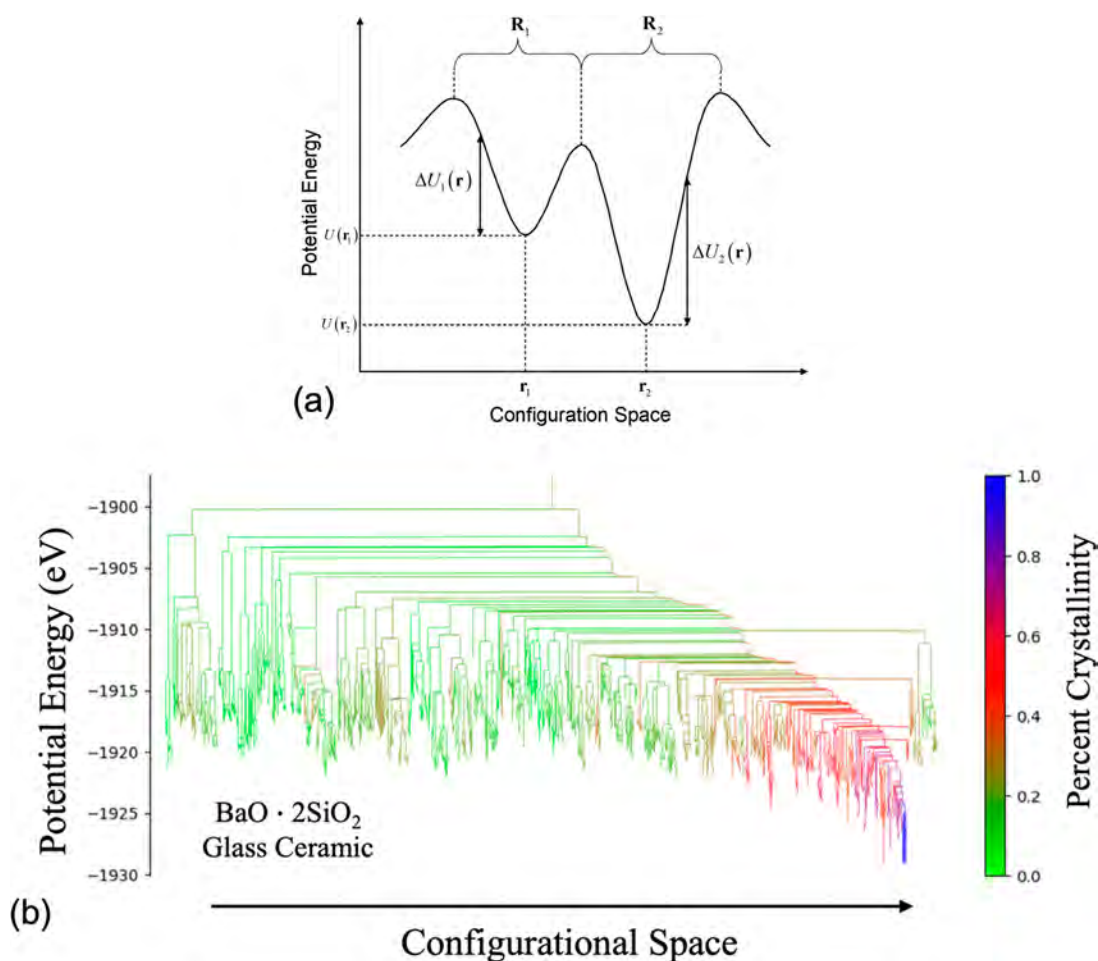 R₁ R₂
Potential Energy
ΔU₁(r)
U(r₁)
ΔU₂(r)
U(r₂)
r₁ r₂
(a)
Configuration Space
Potential Energy (eV)
−1900
−1905
−1910
−1915
−1920
−1925
−1930
BaO · 2SiO₂
Glass Ceramic
1.0
0.8
0.6
0.4
0.2
0.0
Percent Crystallinity
(b)
Configurational Space